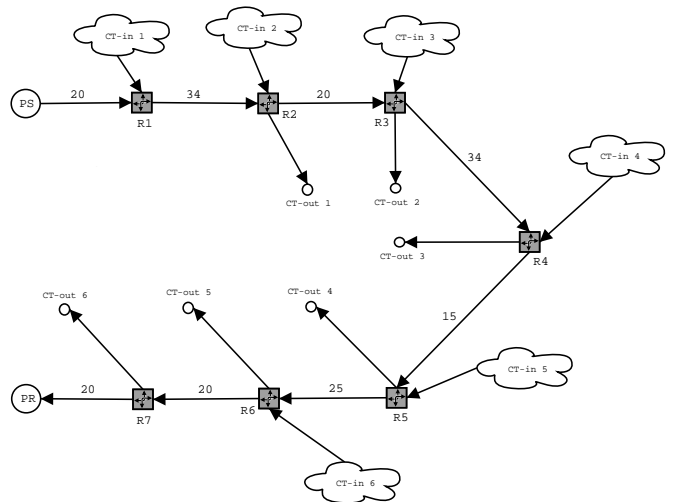 CT-in 1
CT-in 2
CT-in 3
PS
20
R1
34
R2
20
R3
34
CT-in 4
CT-out 1
CT-out 2
CT-out 3
R4
CT-out 6
CT-out 5
CT-out 4
15
CT-in 5
PR
20
R7
20
R6
25
R5
CT-in 6